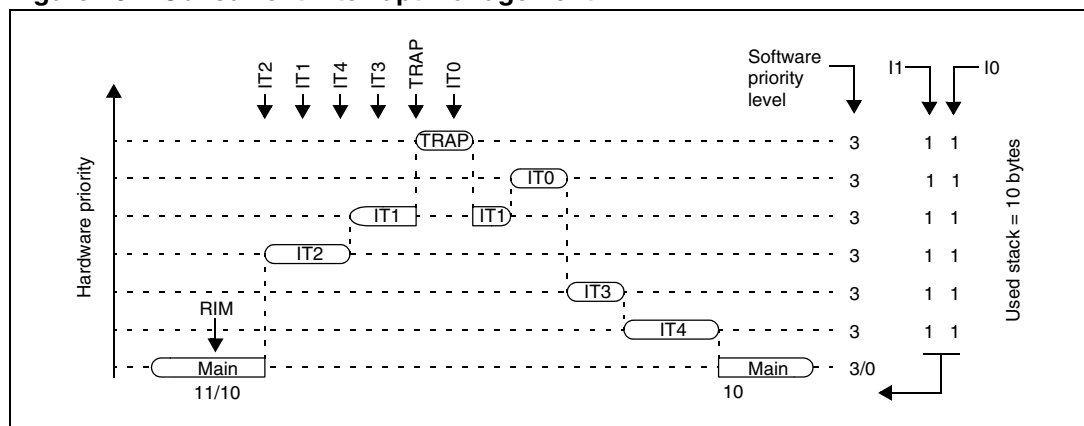 IT2
IT1
IT4
IT3
TRAP
IT0
Software
priority
level
I1
I0
Hardware priority
TRAP
3
1 1
IT0
3
1 1
IT1
IT1
3
1 1
IT2
3
1 1
IT3
3
1 1
RIM
IT4
3
1 1
Main
Main
3/0
11/10
10
Used stack = 10 bytes